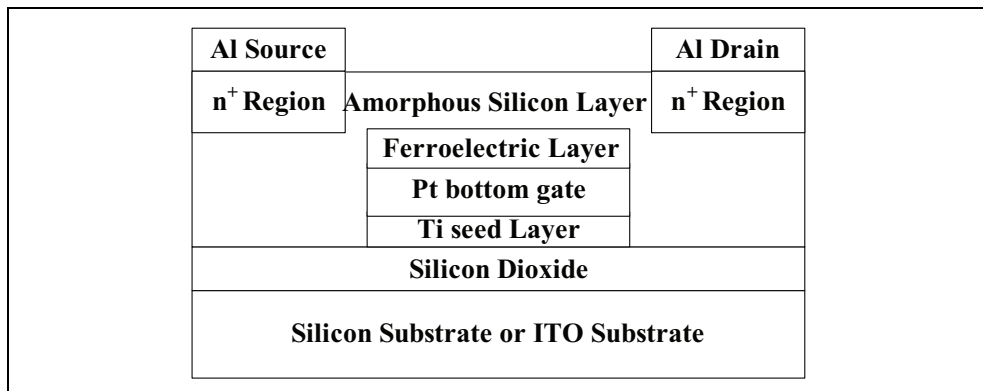 Al Source Al Drain
n⁺ Region Amorphous Silicon Layer n⁺ Region
Ferroelectric Layer
Pt bottom gate
Ti seed Layer
Silicon Dioxide
Silicon Substrate or ITO Substrate